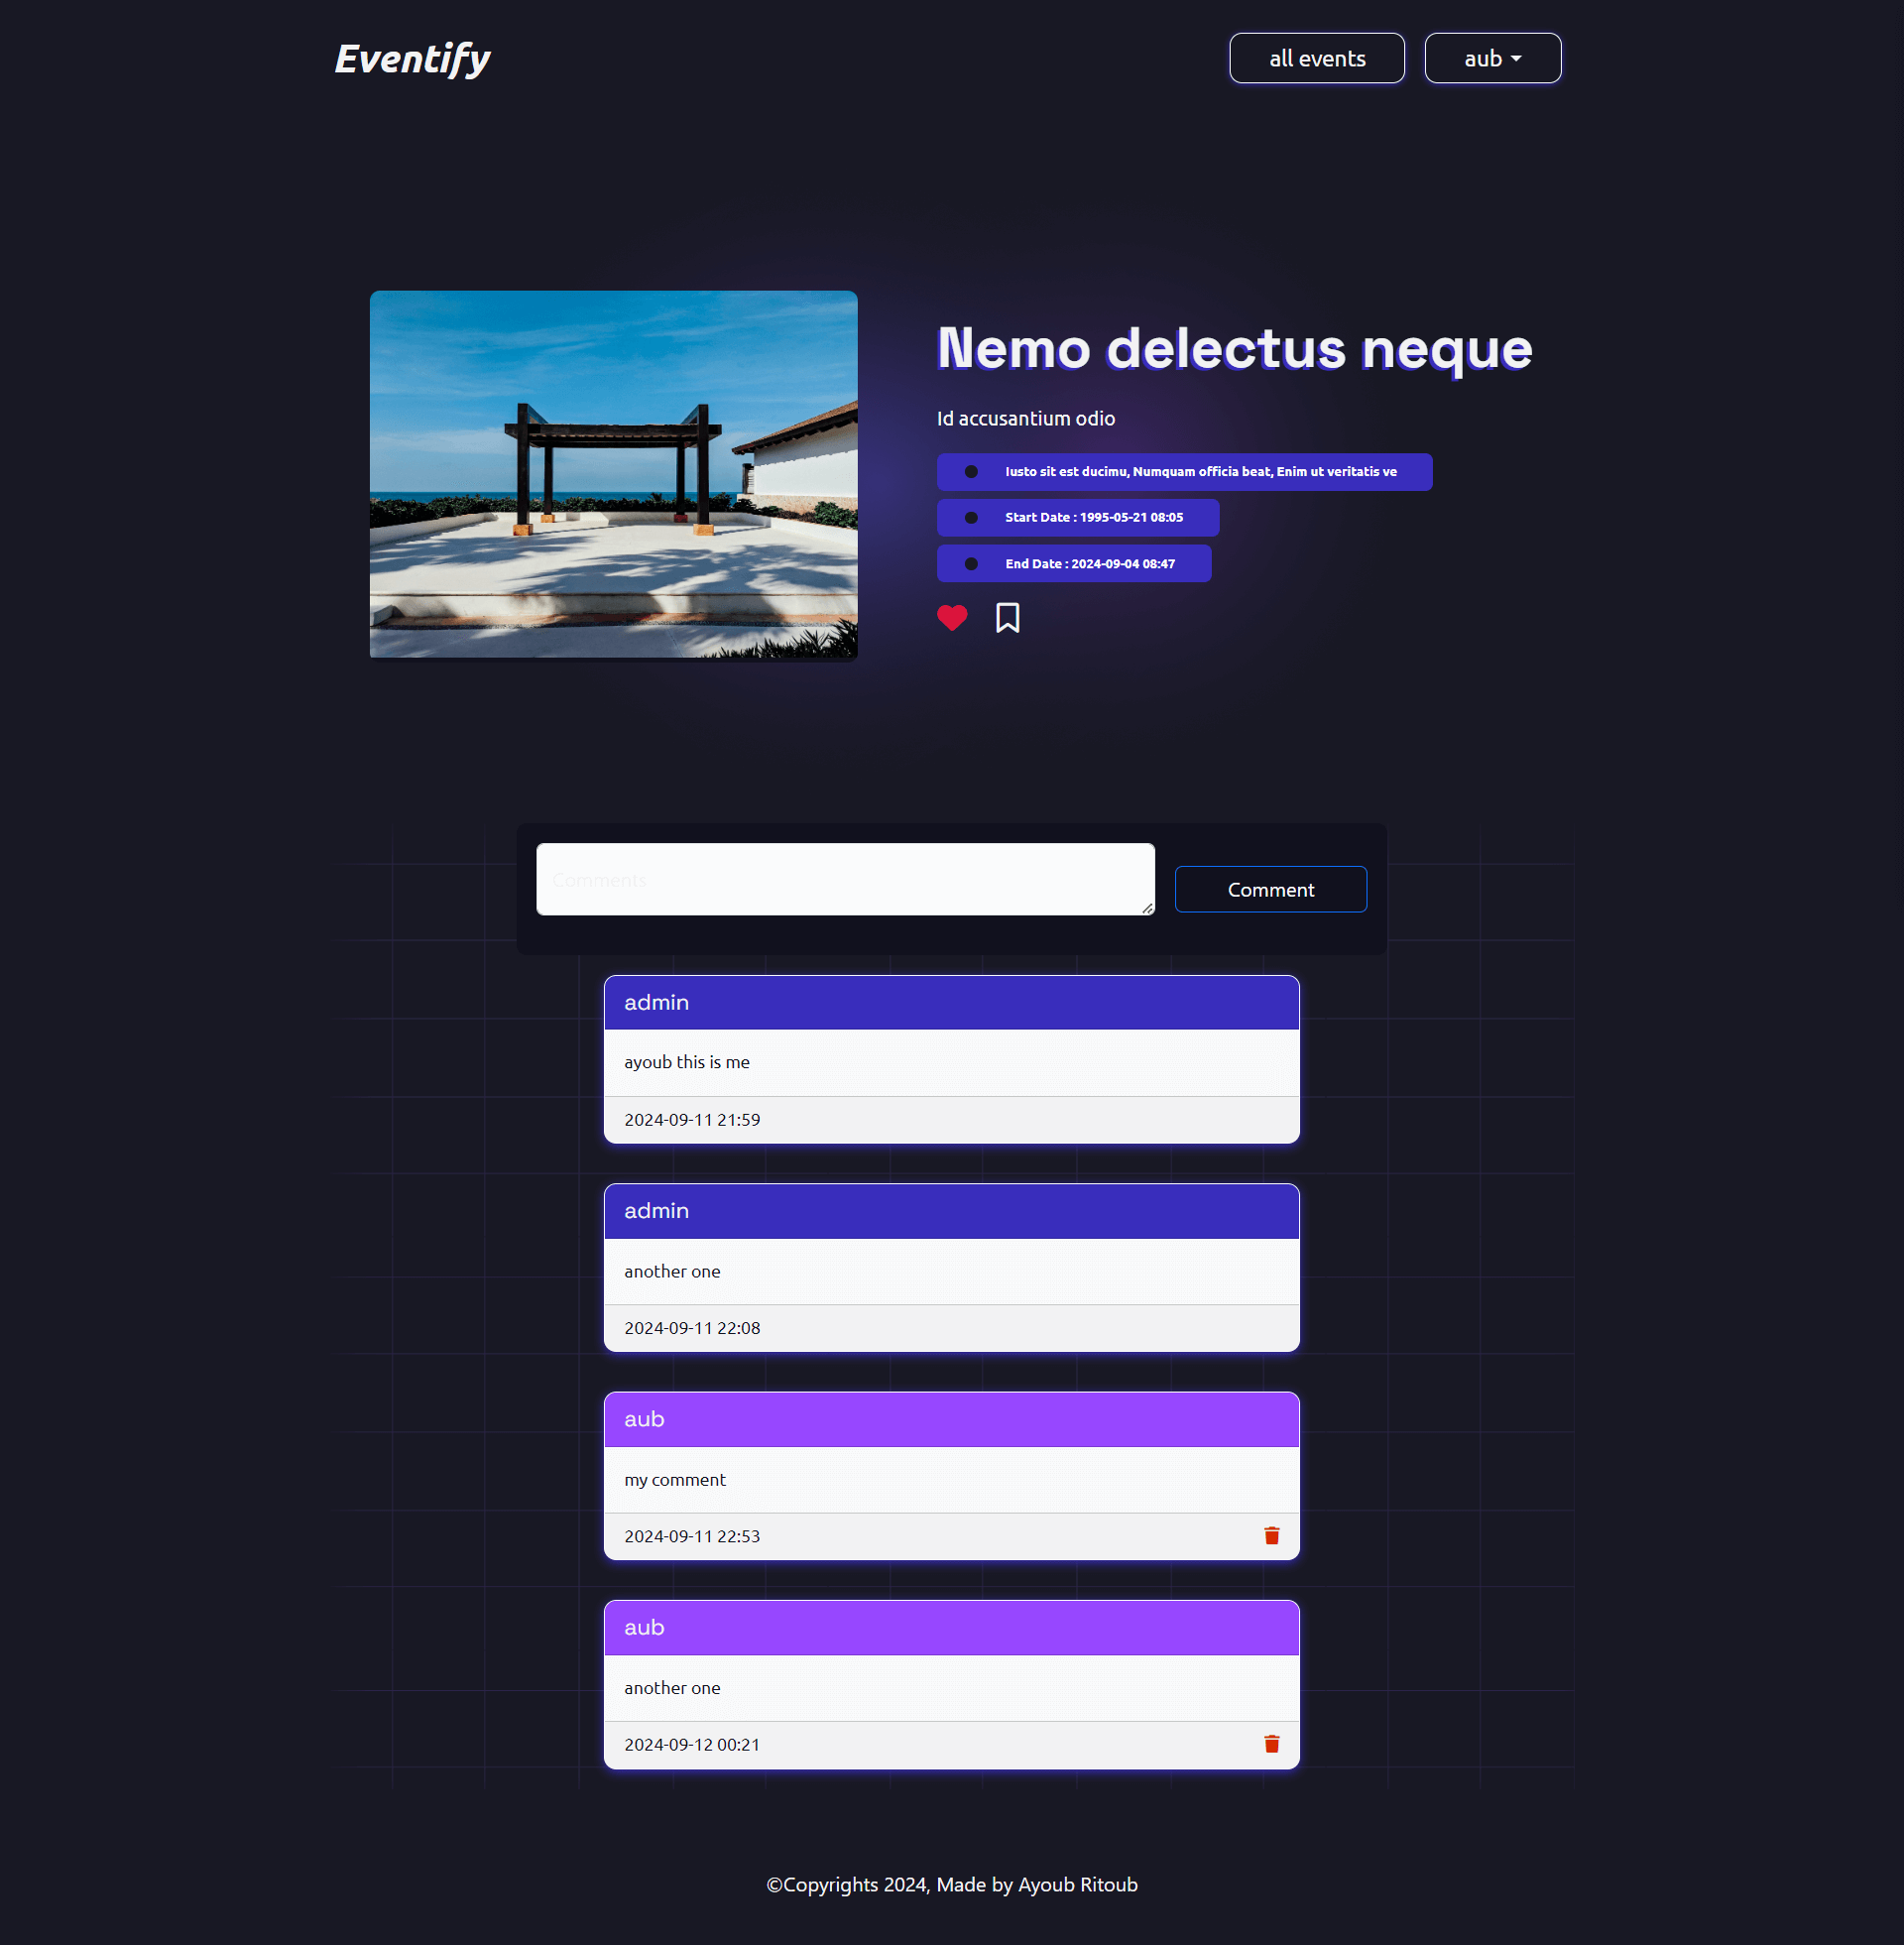 Eventify
all events
aub
Nemo delectus neque
Id accusantium odio
Iusto sit est ducimu, Numquam officia beat, Enim ut veritatis ve
Start Date : 1995-05-21 08:05
End Date : 2024-09-04 08:47
Comments
Comment
admin
ayoub this is me
2024-09-11 21:59
admin
another one
2024-09-11 22:08
aub
my comment
2024-09-11 22:53
aub
another one
2024-09-12 00:21
©Copyrights 2024, Made by Ayoub Ritoub